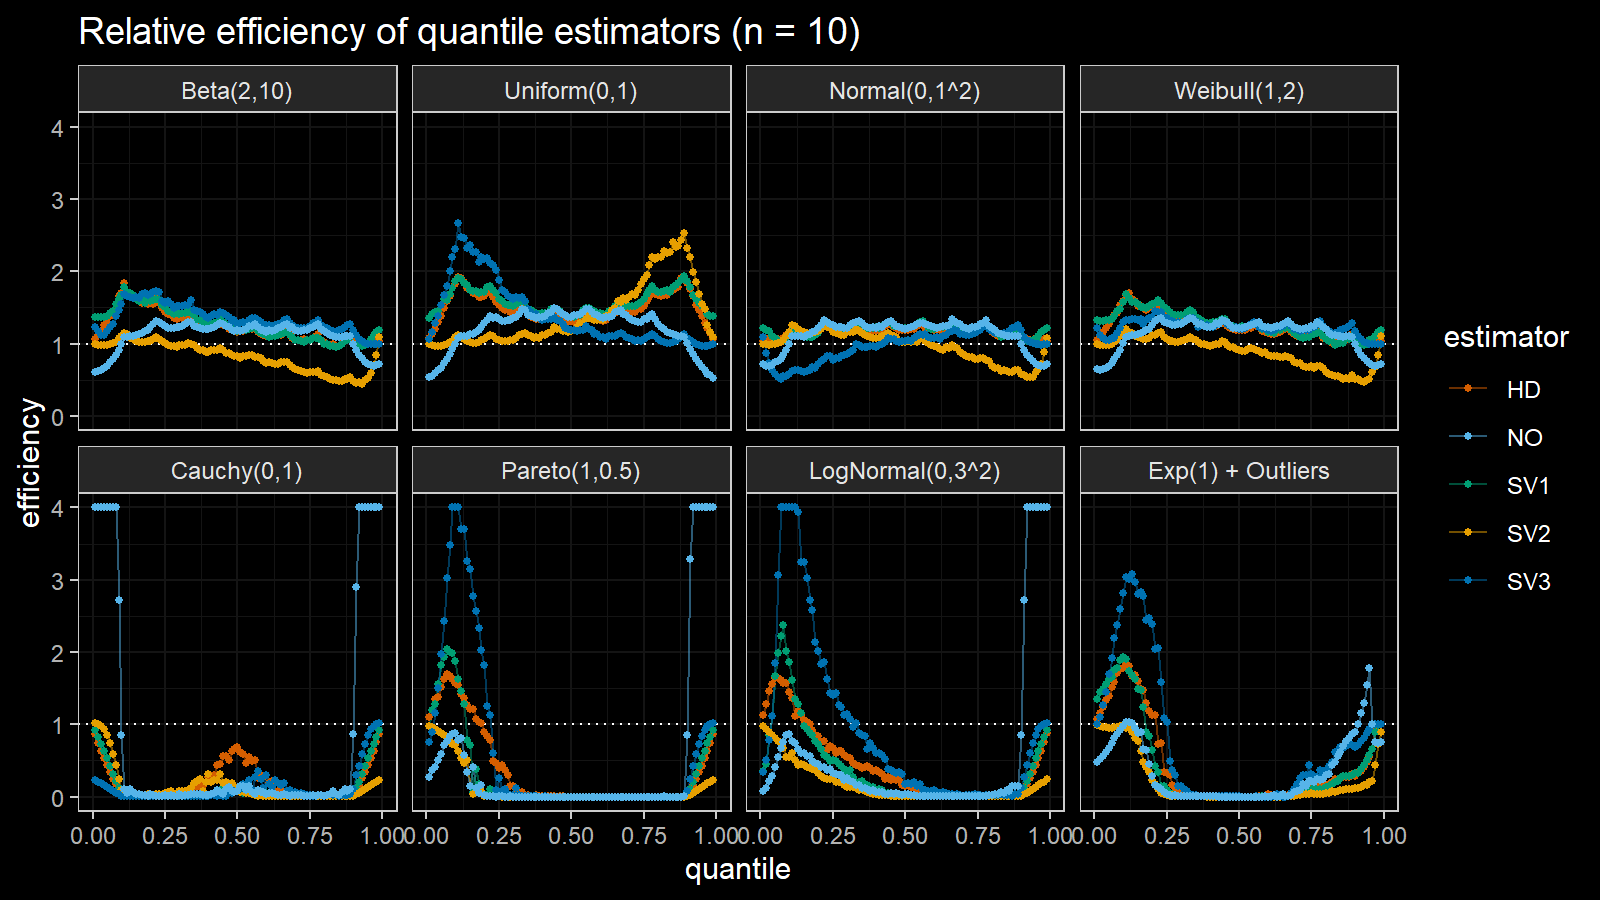 Relative efficiency of quantile estimators (n = 10)
Beta(2,10)
Uniform(0,1)
Normal(0,1^2)
Weibull(1,2)
4
3
2
1
0
Cauchy(0,1)
Pareto(1,0.5)
LogNormal(0,3^2)
Exp(1) + Outliers
4
3
2
1
0
efficiency
0.00 0.25 0.50 0.75 1.00
0.00 0.25 0.50 0.75 1.00
0.00 0.25 0.50 0.75 1.00
0.00 0.25 0.50 0.75 1.00
quantile
estimator
HD
NO
SV1
SV2
SV3